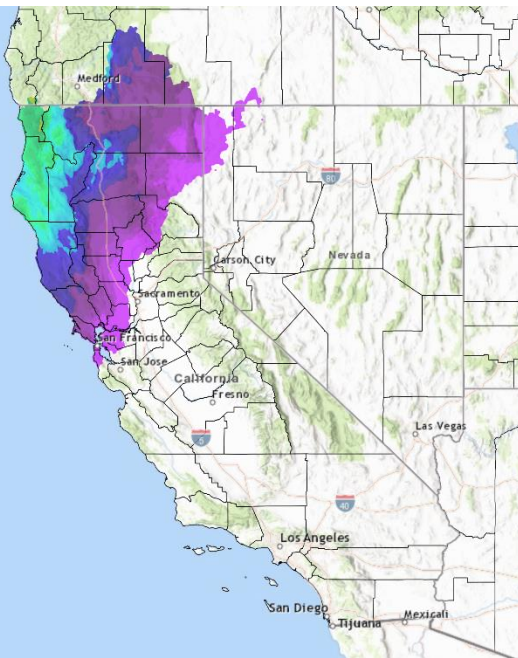 Medford
80
Carson City
Nevada
Sacramento
San Francisco
San Jose
California
Fresno
5
Las Vegas
40
Los Angeles
San Diego
Tijuana
Mexicali